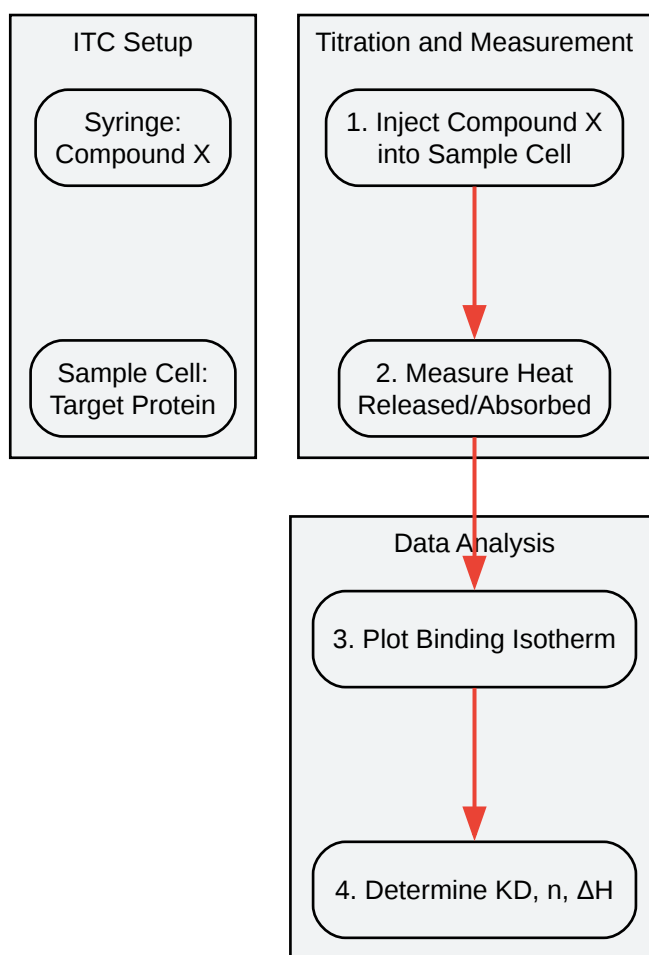 ITC Setup
Syringe:
Compound X
Sample Cell:
Target Protein
Titration and Measurement
1. Inject Compound X
into Sample Cell
2. Measure Heat
Released/Absorbed
Data Analysis
3. Plot Binding Isotherm
4. Determine KD, n, ΔH